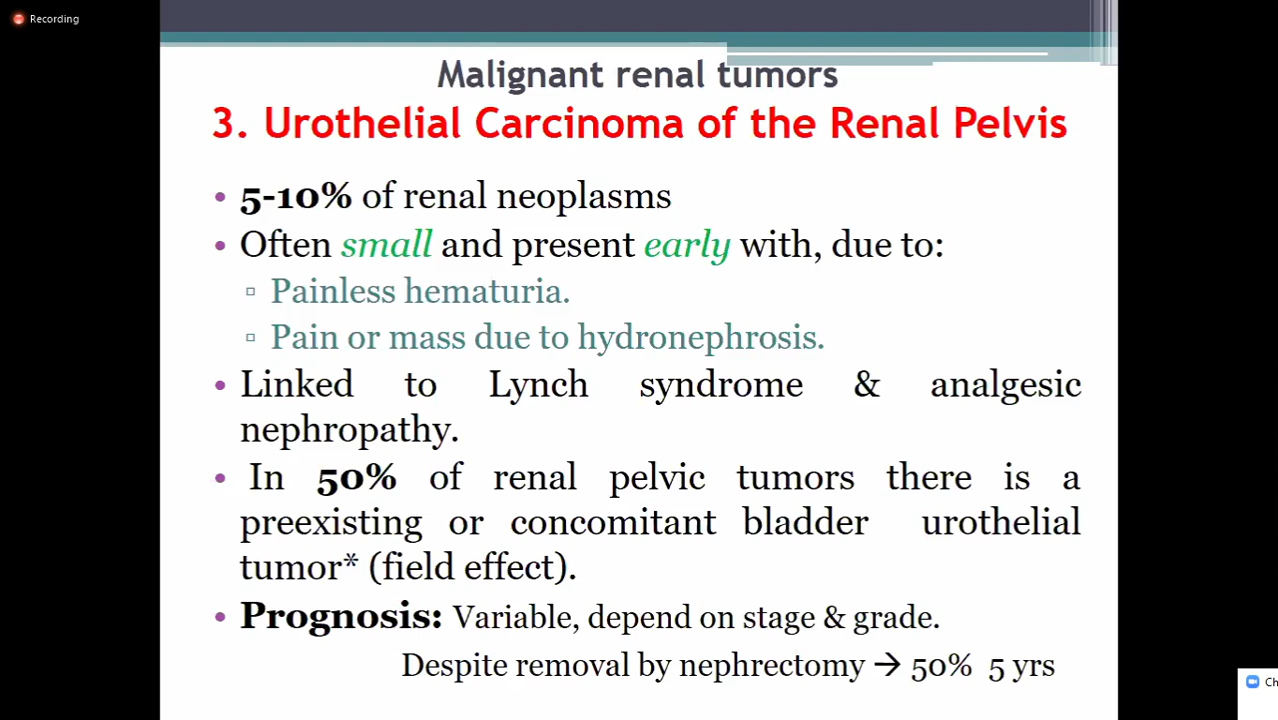 Recording
Malignant renal tumors
3. Urothelial Carcinoma of the Renal Pelvis
• 5-10% of renal neoplasms
• Often small and present early with, due to:
▫ Painless hematuria.
▫ Pain or mass due to hydronephrosis.
• Linked to Lynch syndrome & analgesic
nephropathy.
• In 50% of renal pelvic tumors there is a
preexisting or concomitant bladder urothelial
tumor* (field effect).
• Prognosis: Variable, depend on stage & grade.
Despite removal by nephrectomy → 50% 5 yrs
Ch